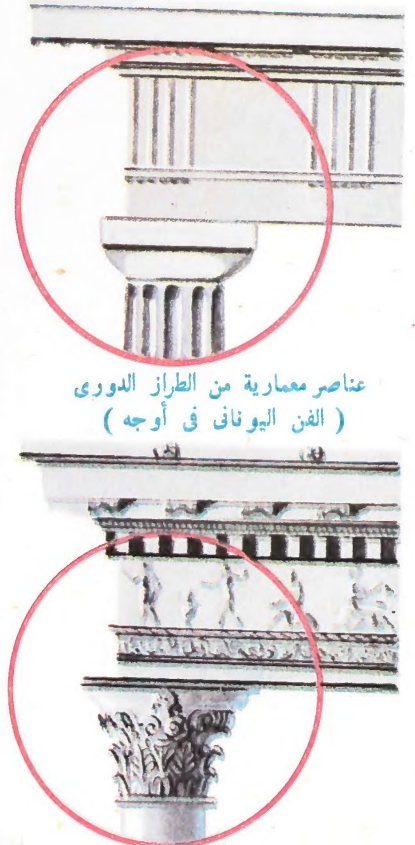 عناصر معمارية من الطراز الدورى
( الفن اليونانى فى أوجه )